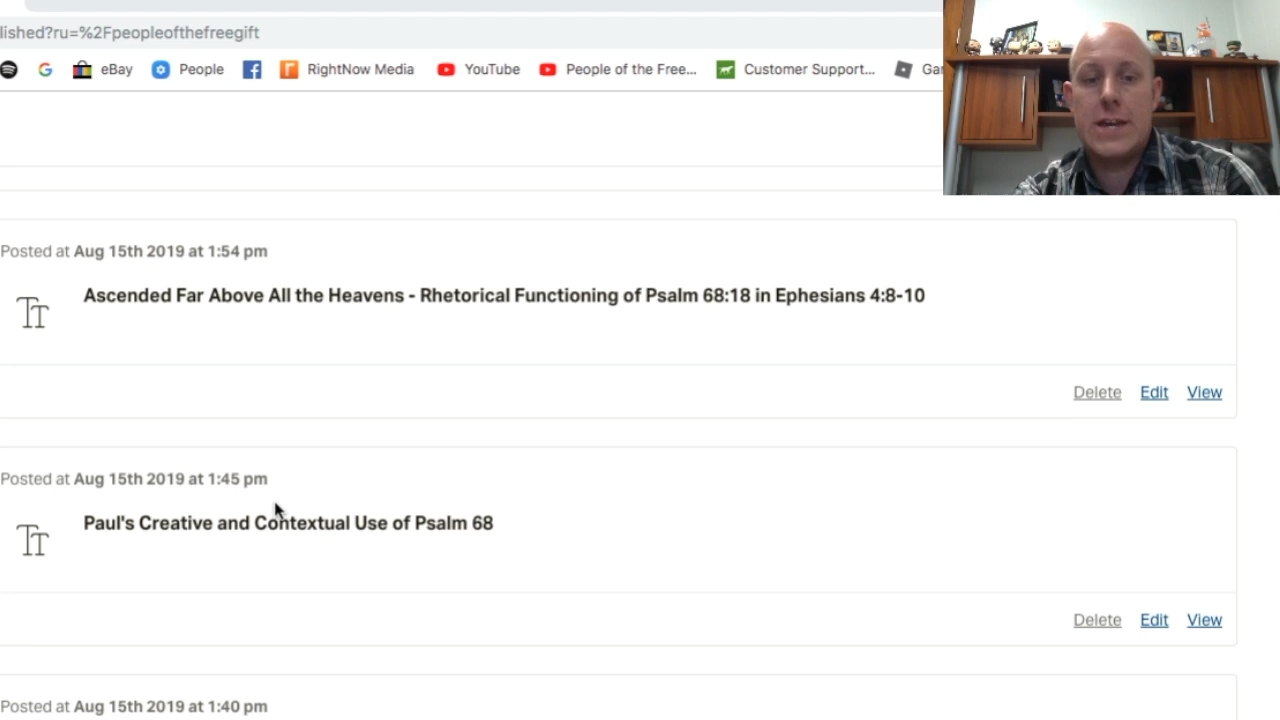 lished?ru=%2Fpeopleofthefreegift
G eBay People RightNow Media YouTube People of the Free... Customer Support... Gar
Posted at Aug 15th 2019 at 1:54 pm
Ascended Far Above All the Heavens - Rhetorical Functioning of Psalm 68:18 in Ephesians 4:8-10
Delete Edit View
Posted at Aug 15th 2019 at 1:45 pm
Paul's Creative and Contextual Use of Psalm 68
Delete Edit View
Posted at Aug 15th 2019 at 1:40 pm